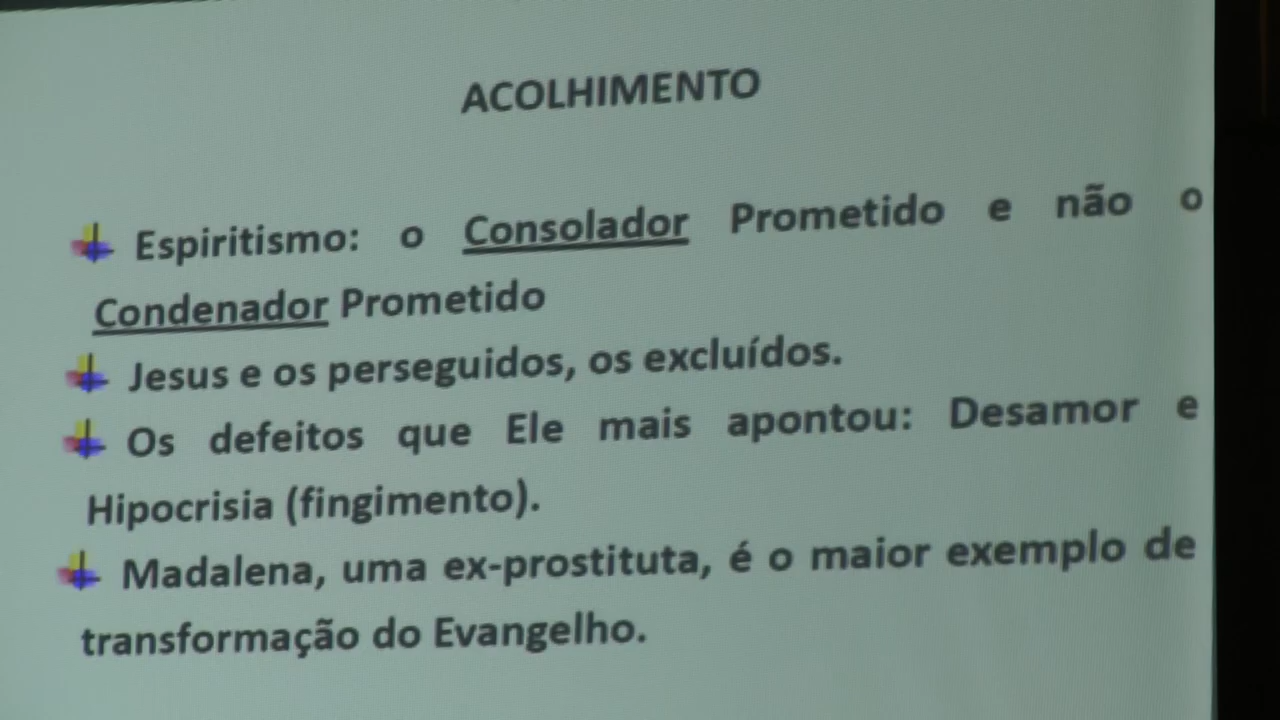 ACOLHIMENTO
Espiritismo: o Consolador Prometido e não o
Condenador Prometido
Jesus e os perseguidos, os excluídos.
Os defeitos que Ele mais apontou: Desamor e
Hipocrisia (fingimento).
Madalena, uma ex-prostituta, é o maior exemplo de
transformação do Evangelho.